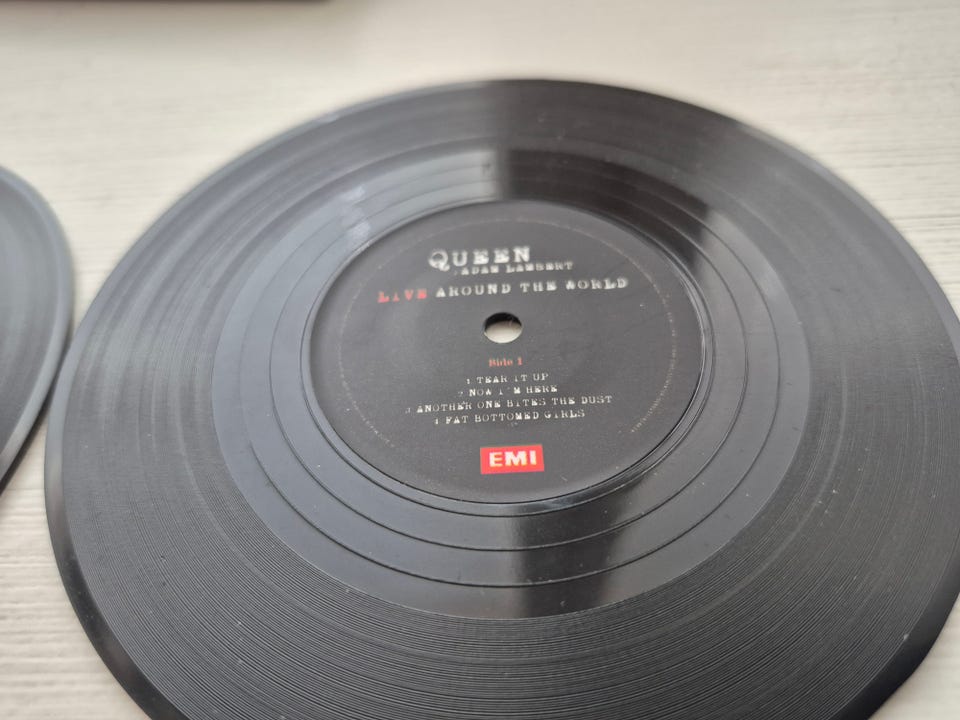 QUEEN
+ ADAM LAMBERT
LIVE AROUND THE WORLD
Side 1
1 TEAR IT UP
2 NOW I'M HERE
3 ANOTHER ONE BITES THE DUST
4 FAT BOTTOMED GIRLS
EMI